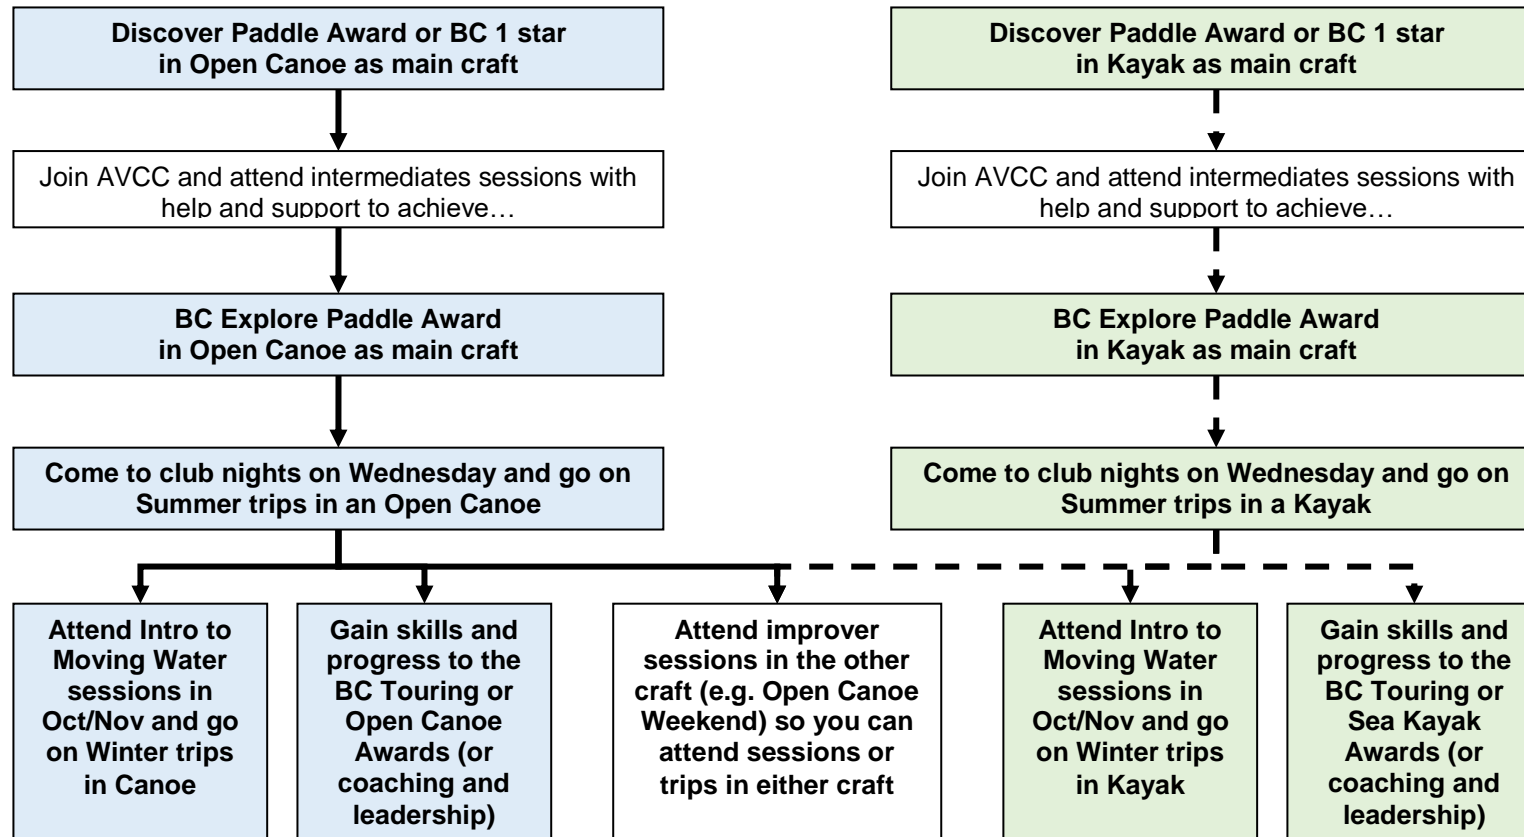 Discover Paddle Award or BC 1 star
in Open Canoe as main craft
Discover Paddle Award or BC 1 star
in Kayak as main craft
Join AVCC and attend intermediates sessions with
help and support to achieve…
Join AVCC and attend intermediates sessions with
help and support to achieve…
BC Explore Paddle Award
in Open Canoe as main craft
BC Explore Paddle Award
in Kayak as main craft
Come to club nights on Wednesday and go on
Summer trips in an Open Canoe
Come to club nights on Wednesday and go on
Summer trips in a Kayak
Attend Intro to
Moving Water
sessions in
Oct/Nov and go
on Winter trips
in Canoe
Gain skills and
progress to the
BC Touring or
Open Canoe
Awards (or
coaching and
leadership)
Attend improver
sessions in the other
craft (e.g. Open Canoe
Weekend) so you can
attend sessions or
trips in either craft
Attend Intro to
Moving Water
sessions in
Oct/Nov and go
on Winter trips
in Kayak
Gain skills and
progress to the
BC Touring or
Sea Kayak
Awards (or
coaching and
leadership)